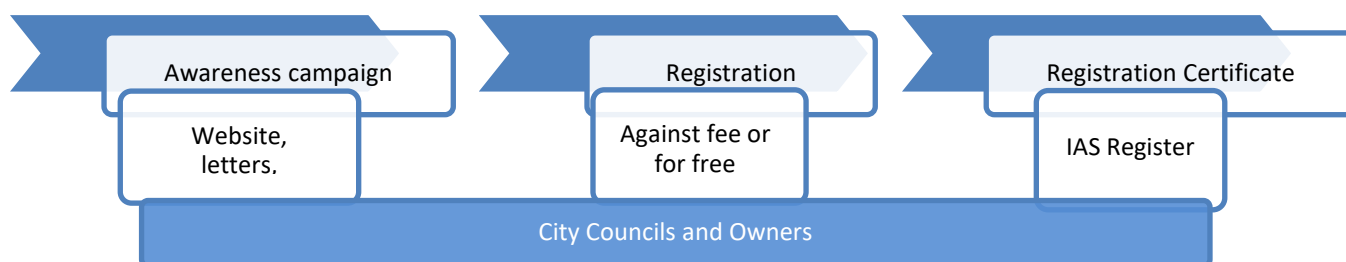 Awareness campaign
Website,
letters,
Registration
Against fee or
for free
Registration Certificate
IAS Register
City Councils and Owners